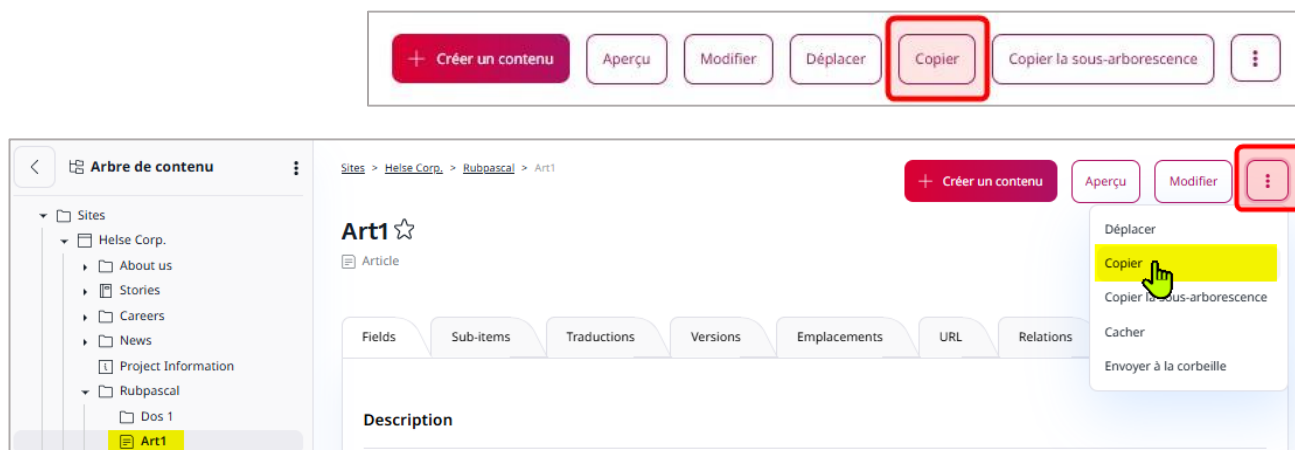 + Créer un contenu Aperçu Modifier Déplacer Copier Copier la sous-arborescence
Arbre de contenu
Sites
Helse Corp.
About us
Stories
Careers
News
Project Information
Rubpascal
Dos 1
Art1
Sites > Helse Corp. > Rubpascal > Art1
+ Créer un contenu Aperçu Modifier
Art1
Article
Déplacer
Copier
Copier la sous-arborescence
Cacher
Envoyer à la corbeille
Fields Sub-items Traductions Versions Emplacements URL Relations
Description